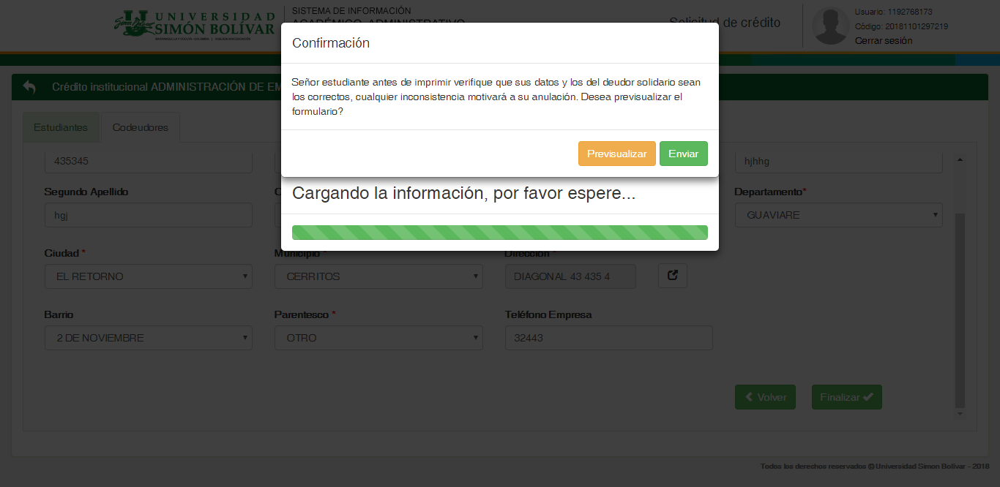 UNIVERSIDAD
SIMÓN BOLÍVAR
SISTEMA DE INFORMACIÓN
ACADÉMICO ADMINISTRATIVO
Solicitud de crédito
Usuario: 1192768173
Código: 20181101297219
Cerrar sesión
Confirmación
Señor estudiante antes de imprimir verifique que sus datos y los del deudor solidario sean
los correctos, cualquier inconsistencia motivará a su anulación. Desea previsualizar el
formulario?
Previsualizar
Enviar
Cargando la información, por favor espere...
Crédito institucional ADMINISTRACIÓN DE EM
Estudiantes
Codeudores
435345
hjhhg
Segundo Apellido
Departamento*
hgj
GUAVIARE
Ciudad *
Municipio *
Dirección *
EL RETORNO
CERRITOS
DIAGONAL 43 435 4
Barrio
Parentesco *
Teléfono Empresa
2 DE NOVIEMBRE
OTRO
32443
Volver
Finalizar
Todos los derechos reservados @Universidad Simon Bolívar - 2018